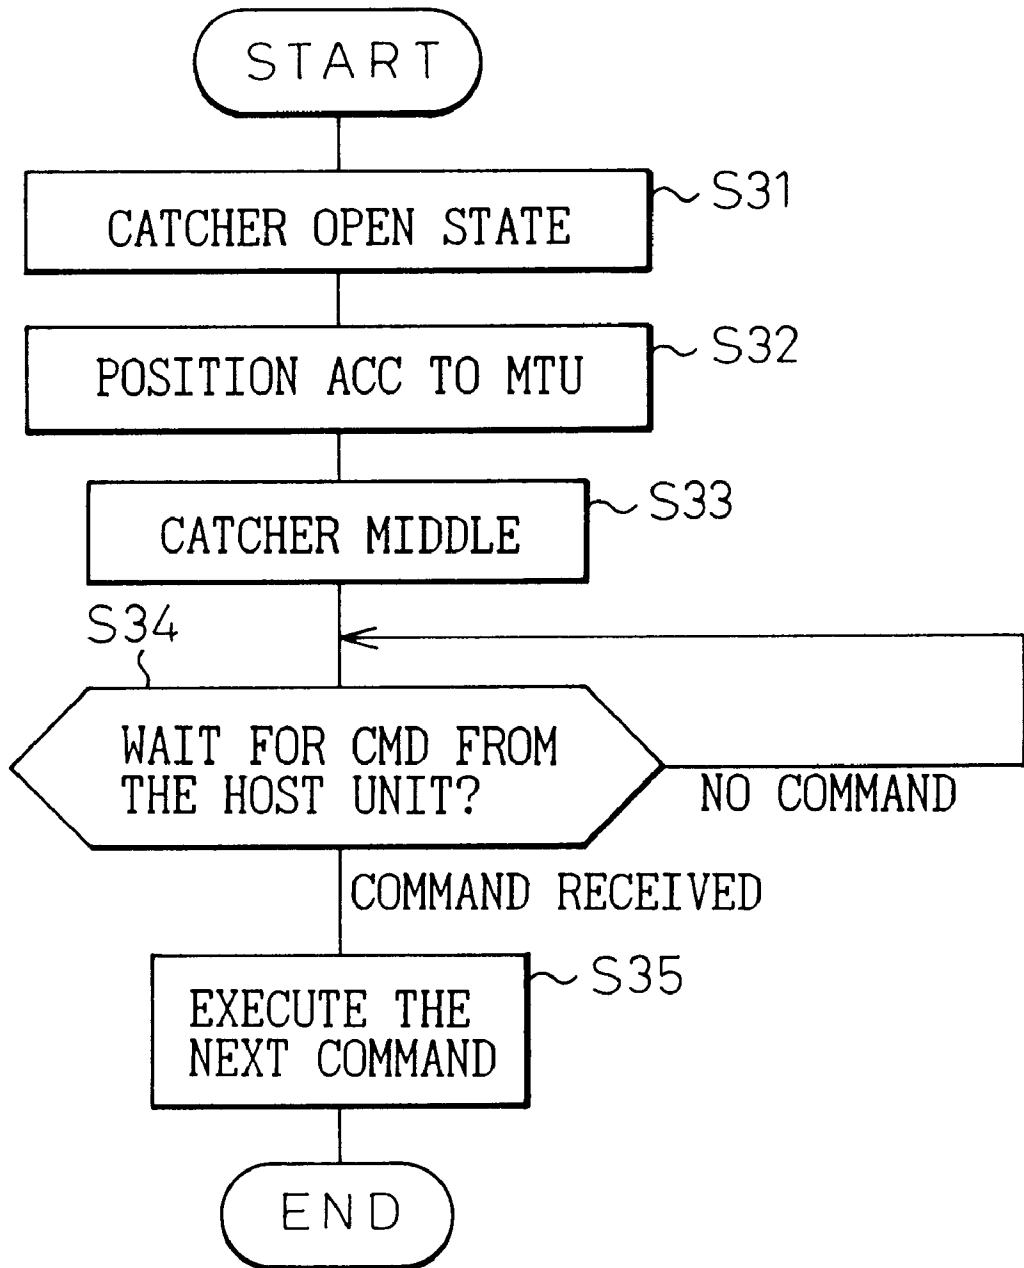 START
S31
CATCHER OPEN STATE
S32
POSITION ACC TO MTU
S33
CATCHER MIDDLE
S34
WAIT FOR CMD FROM
THE HOST UNIT?
NO COMMAND
COMMAND RECEIVED
S35
EXECUTE THE
NEXT COMMAND
END